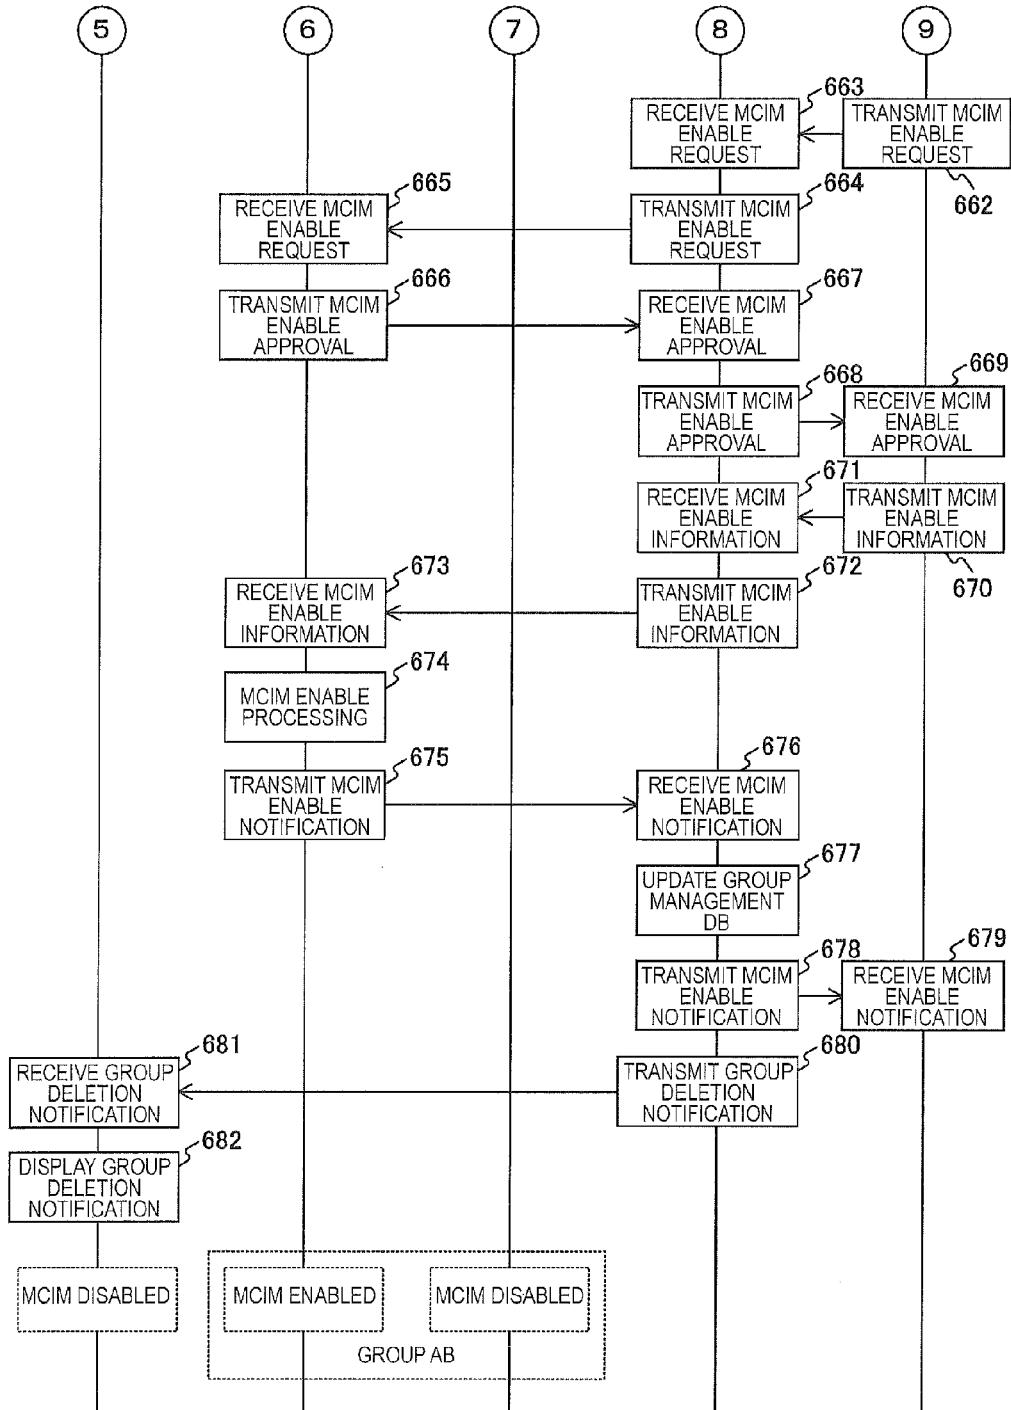 5
6
7
8
9
663
RECEIVE MCIM
ENABLE
REQUEST
TRANSMIT MCIM
ENABLE
REQUEST
662
665
RECEIVE MCIM
ENABLE
REQUEST
664
TRANSMIT MCIM
ENABLE
REQUEST
666
TRANSMIT MCIM
ENABLE
APPROVAL
667
RECEIVE MCIM
ENABLE
APPROVAL
668
TRANSMIT MCIM
ENABLE
APPROVAL
669
RECEIVE MCIM
ENABLE
APPROVAL
671
RECEIVE MCIM
ENABLE
INFORMATION
TRANSMIT MCIM
ENABLE
INFORMATION
670
673
RECEIVE MCIM
ENABLE
INFORMATION
672
TRANSMIT MCIM
ENABLE
INFORMATION
674
MCIM ENABLE
PROCESSING
675
TRANSMIT MCIM
ENABLE
NOTIFICATION
676
RECEIVE MCIM
ENABLE
NOTIFICATION
677
UPDATE GROUP
MANAGEMENT
DB
678
TRANSMIT MCIM
ENABLE
NOTIFICATION
679
RECEIVE MCIM
ENABLE
NOTIFICATION
681
RECEIVE GROUP
DELETION
NOTIFICATION
680
TRANSMIT GROUP
DELETION
NOTIFICATION
682
DISPLAY GROUP
DELETION
NOTIFICATION
MCIM DISABLED
MCIM ENABLED
MCIM DISABLED
GROUP AB